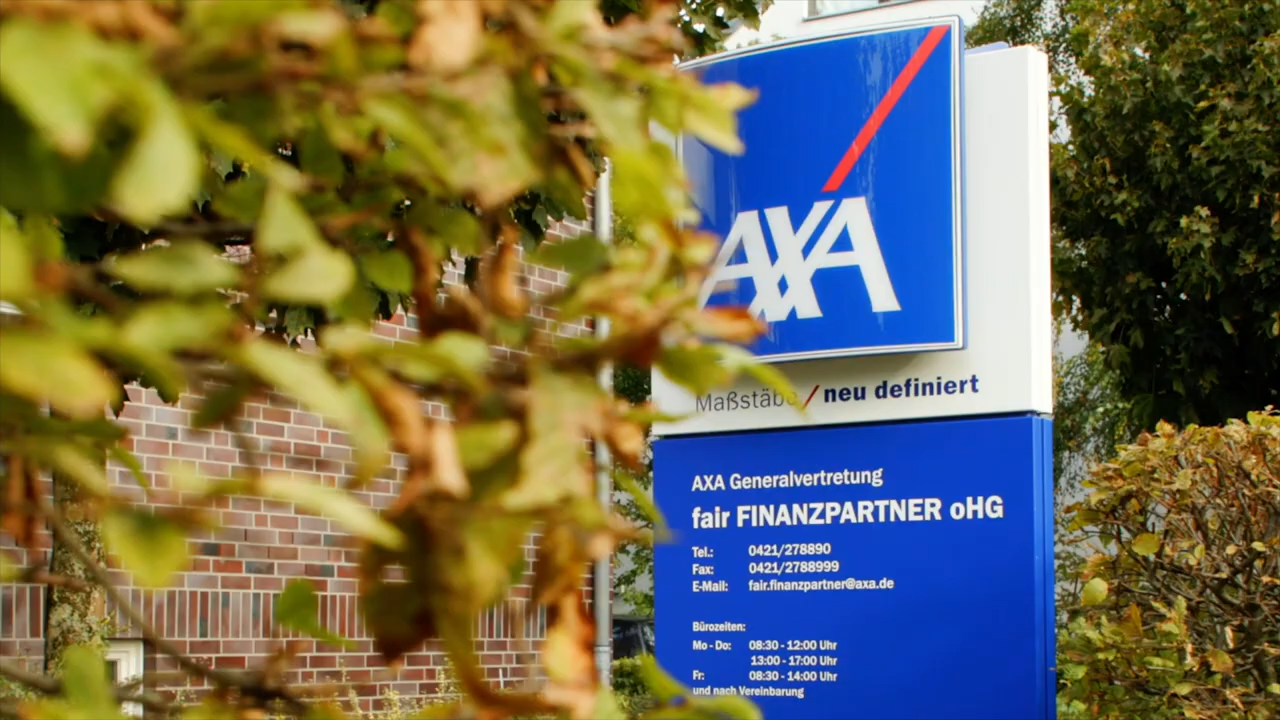 AXA
Maßstäbe / neu definiert
AXA Generalvertretung
fair FINANZPARTNER oHG
Tel.: 0421/278890
Fax: 0421/2788999
E-Mail: fair.finanzpartner@axa.de
Bürozeiten:
Mo - Do: 08:30 - 12:00 Uhr
13:00 - 17:00 Uhr
Fr: 08:30 - 14:00 Uhr
und nach Vereinbarung